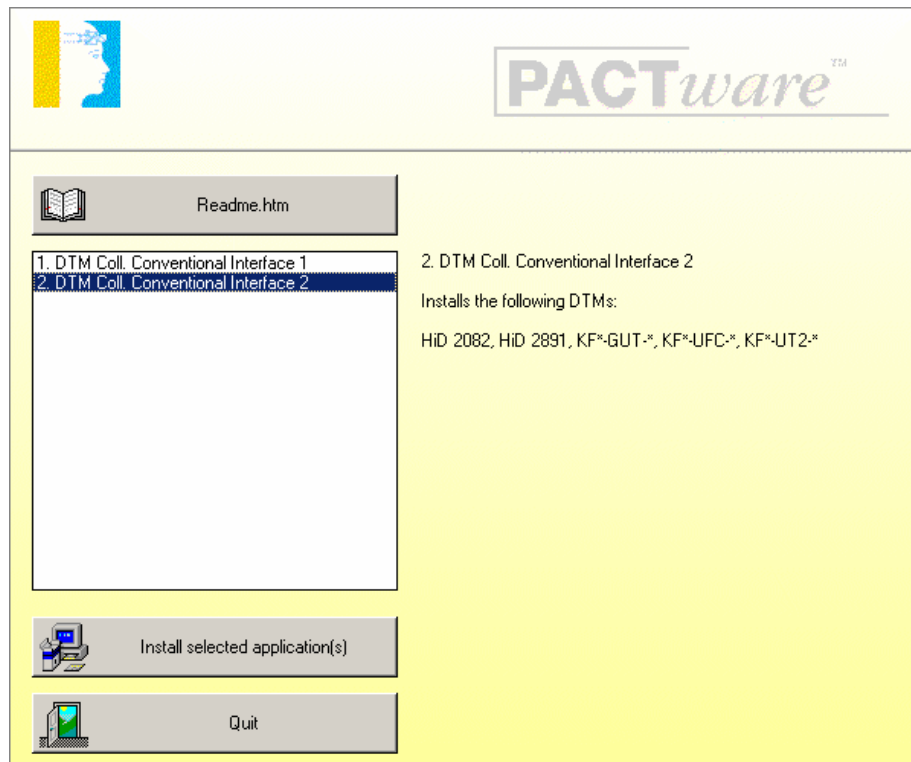 PACTware™
Readme.htm
1. DTM Coll. Conventional Interface 1
2. DTM Coll. Conventional Interface 2
2. DTM Coll. Conventional Interface 2
Installs the following DTMs:
HiD 2082, HiD 2891, KF*-GUT-*, KF*-UFC-*, KF*-UT2-*
Install selected application(s)
Quit